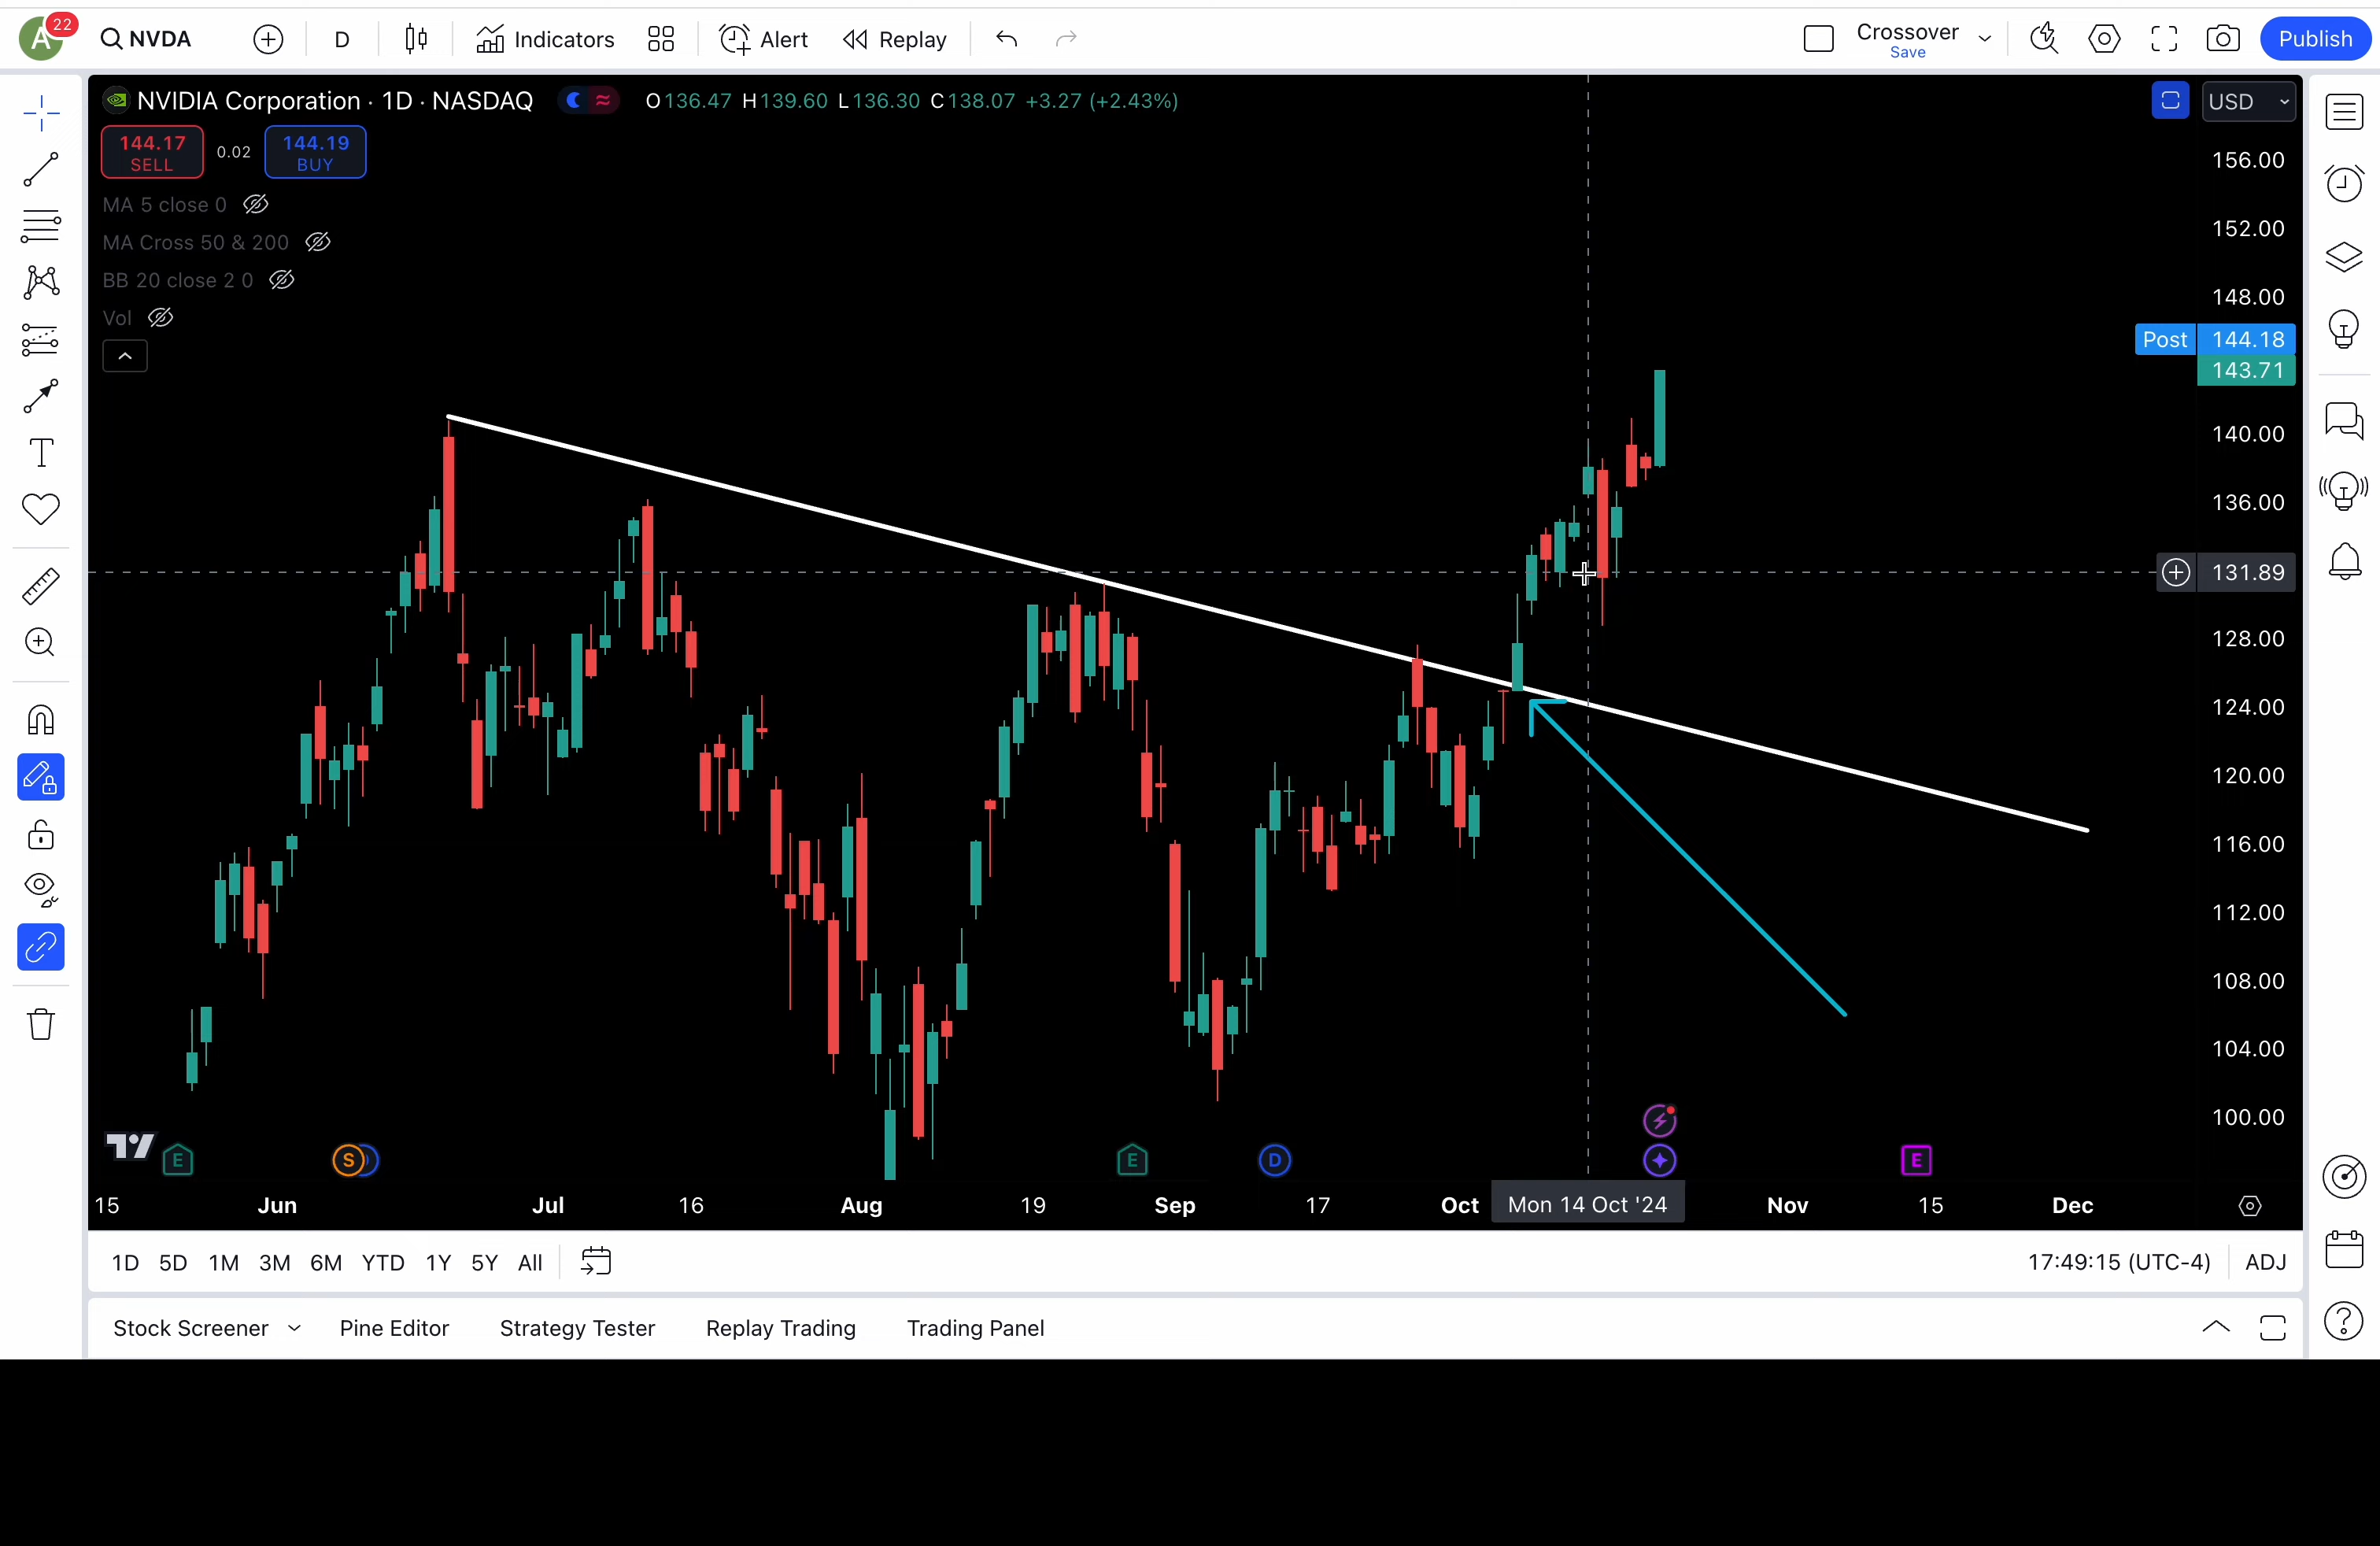 A 22 NVDA D Indicators Alert Replay Crossover Save Publish
NVIDIA Corporation · 1D · NASDAQ O136.47 H139.60 L136.30 C138.07 +3.27 (+2.43%) USD
144.17 SELL 0.02 144.19 BUY
MA 5 close 0
MA Cross 50 & 200
BB 20 close 2 0
Vol
156.00
152.00
148.00
Post 144.18
143.71
140.00
136.00
131.89
128.00
124.00
120.00
116.00
112.00
108.00
104.00
100.00
E S E D E
15 Jun Jul 16 Aug 19 Sep 17 Oct Mon 14 Oct '24 Nov 15 Dec
1D 5D 1M 3M 6M YTD 1Y 5Y All 17:49:15 (UTC-4) ADJ
Stock Screener Pine Editor Strategy Tester Replay Trading Trading Panel